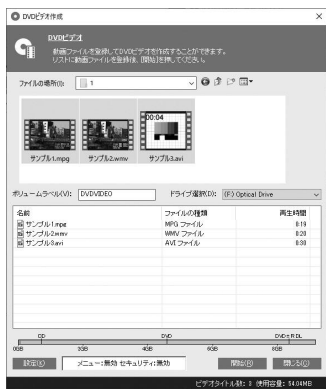 DVDビデオ作成
DVDビデオ
動画ファイルを登録してDVDビデオを作成することができます。
リストに動画ファイルを登録後、[開始]を押してください。
ファイルの場所(I): 1
00:04
サンプル1.mpg サンプル2.wmv サンプル3.avi
ボリュームラベル(V): DVDVIDEO ドライブ選択(D): (F:) Optical Drive
名前 ファイルの種類 再生時間
サンプル1.mpg MPG ファイル 0:19
サンプル2.wmv WMV ファイル 0:20
サンプル3.avi AVI ファイル 0:30
CD DVD DVD±R DL
0GB 2GB 4GB 6GB 8GB
設定(K) メニュー:無効 セキュリティ:無効 開始(R) 閉じる(C)
ビデオタイトル数: 3 使用容量: 94.04MB